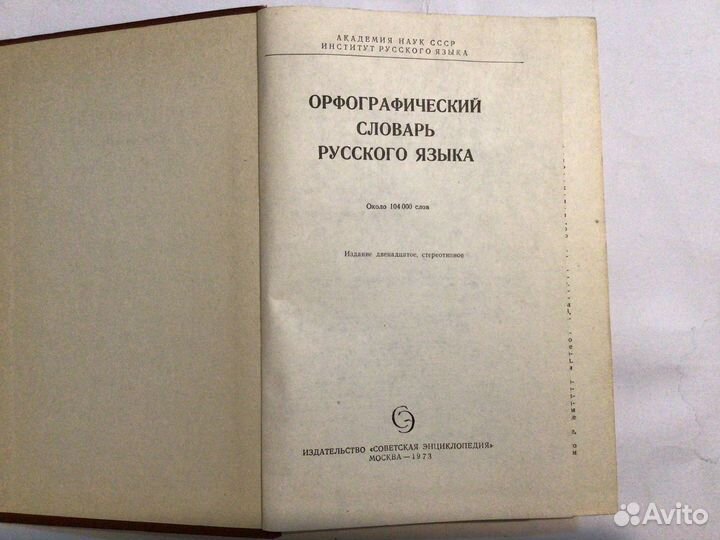 АКАДЕМИЯ НАУК СССР
ИНСТИТУТ РУССКОГО ЯЗЫКА
ОРФОГРАФИЧЕСКИЙ
СЛОВАРЬ
РУССКОГО ЯЗЫКА
Около 104 000 слов
Издание двенадцатое, стереотипное
СЭ
ИЗДАТЕЛЬСТВО «СОВЕТСКАЯ ЭНЦИКЛОПЕДИЯ»
МОСКВА — 1973
Avito